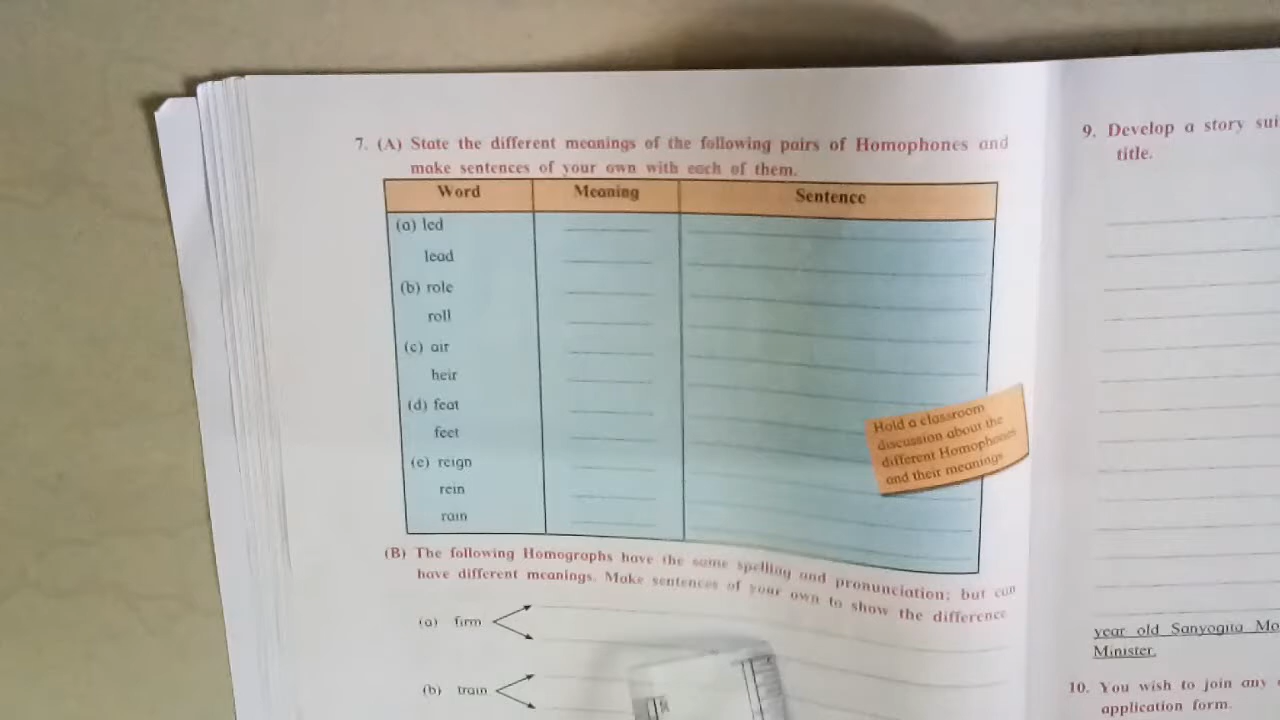 7. (A) State the different meanings of the following pairs of Homophones and
make sentences of your own with each of them.
Word Meaning Sentence
(a) led
lead
(b) role
roll
(c) air
heir
(d) feat
feet
(e) reign
rein
rain
Hold a classroom
discussion about the
different Homophones
and their meanings
(B) The following Homographs have the same spelling and pronunciation; but can
have different meanings. Make sentences of your own to show the difference
(a) firm
(b) train
9. Develop a story
title.
year old Sanyogita
Minister.
10. You wish to join any
application form.